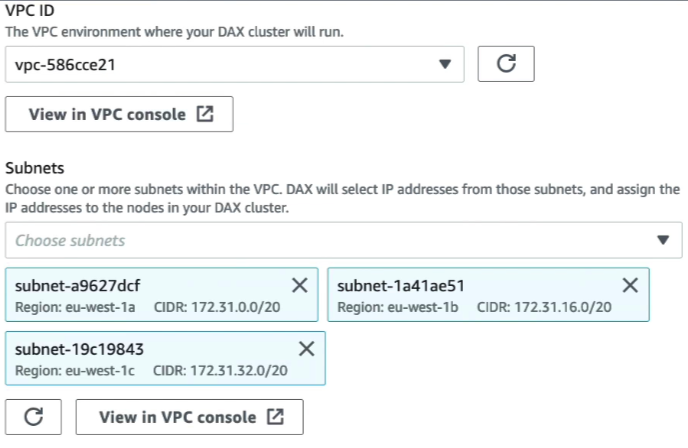 VPC ID
The VPC environment where your DAX cluster will run.
vpc-586cce21
View in VPC console
Subnets
Choose one or more subnets within the VPC. DAX will select IP addresses from those subnets, and assign the
IP addresses to the nodes in your DAX cluster.
Choose subnets
subnet-a9627dcf
Region: eu-west-1a CIDR: 172.31.0.0/20
subnet-1a41ae51
Region: eu-west-1b CIDR: 172.31.16.0/20
subnet-19c19843
Region: eu-west-1c CIDR: 172.31.32.0/20
View in VPC console